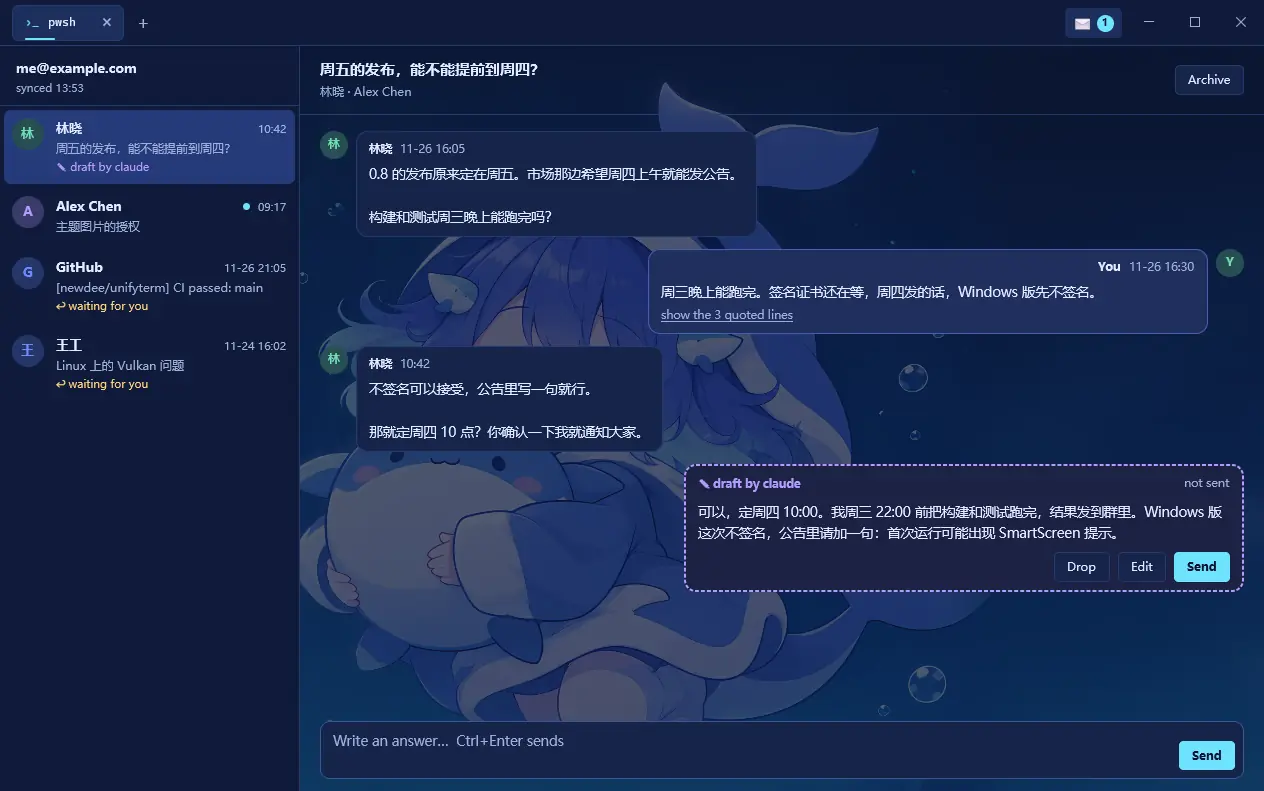 pwsh
1
me@example.com
synced 13:53
林
林晓
10:42
周五的发布，能不能提前到周四？
draft by claude
A
Alex Chen
09:17
主题图片的授权
G
GitHub
11-26 21:05
[newdee/unifyterm] CI passed: main
waiting for you
王
王工
11-24 16:02
Linux 上的 Vulkan 问题
waiting for you
周五的发布，能不能提前到周四？
林晓 · Alex Chen
Archive
林
林晓 11-26 16:05
0.8 的发布原来定在周五。市场那边希望周四上午就能发公告。
构建和测试周三晚上能跑完吗？
You 11-26 16:30
Y
周三晚上能跑完。签名证书还在等，周四发的话，Windows 版先不签名。
show the 3 quoted lines
林
林晓 10:42
不签名可以接受，公告里写一句就行。
那就定周四 10 点？你确认一下我就通知大家。
draft by claude
not sent
可以，定周四 10:00。我周三 22:00 前把构建和测试跑完，结果发到群里。Windows 版
这次不签名，公告里请加一句：首次运行可能出现 SmartScreen 提示。
Drop
Edit
Send
Write an answer… Ctrl+Enter sends
Send